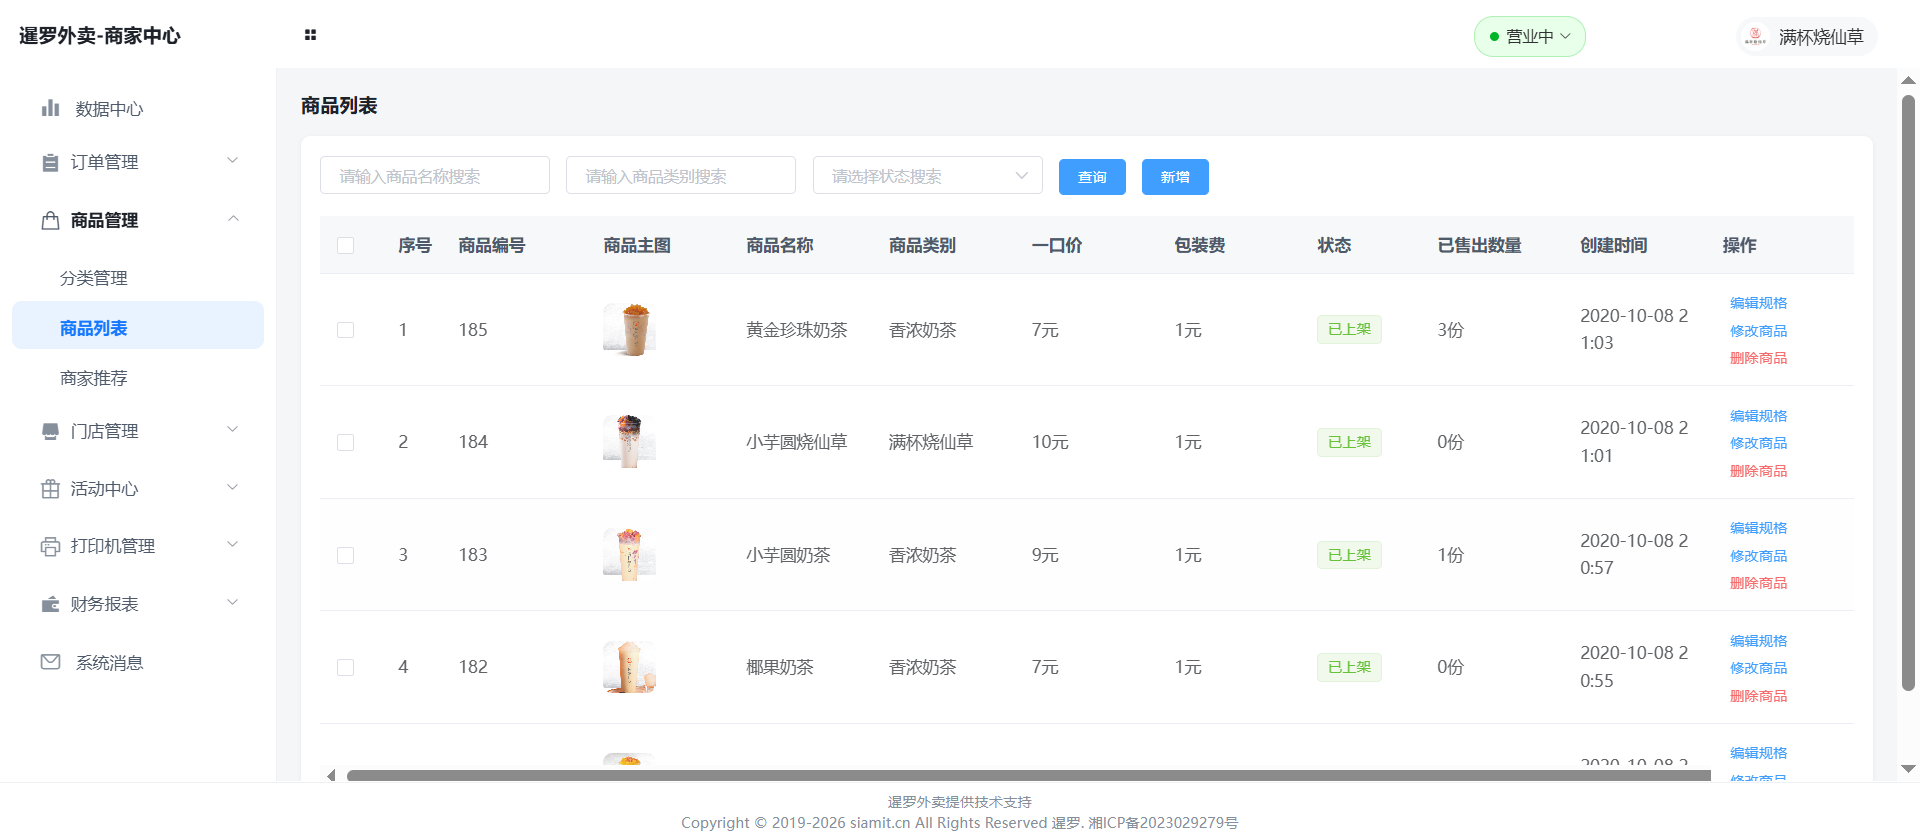 暹罗外卖-商家中心
营业中
满杯烧仙草
数据中心
订单管理
商品管理
分类管理
商品列表
商家推荐
门店管理
活动中心
打印机管理
财务报表
系统消息
商品列表
请输入商品名称搜索 请输入商品类别搜索 请选择状态搜索 查询 新增
序号 商品编号 商品主图 商品名称 商品类别 一口价 包装费 状态 已售出数量 创建时间 操作
1 185 黄金珍珠奶茶 香浓奶茶 7元 1元 已上架 3份 2020-10-08 2
1:03
编辑规格
修改商品
删除商品
2 184 小芋圆烧仙草 满杯烧仙草 10元 1元 已上架 0份 2020-10-08 2
1:01
编辑规格
修改商品
删除商品
3 183 小芋圆奶茶 香浓奶茶 9元 1元 已上架 1份 2020-10-08 2
0:57
编辑规格
修改商品
删除商品
4 182 椰果奶茶 香浓奶茶 7元 1元 已上架 0份 2020-10-08 2
0:55
编辑规格
修改商品
删除商品
2020-10-08 2
编辑规格
修改商品
暹罗外卖提供技术支持
Copyright © 2019-2026 siamit.cn All Rights Reserved 暹罗. 湘ICP备2023029279号